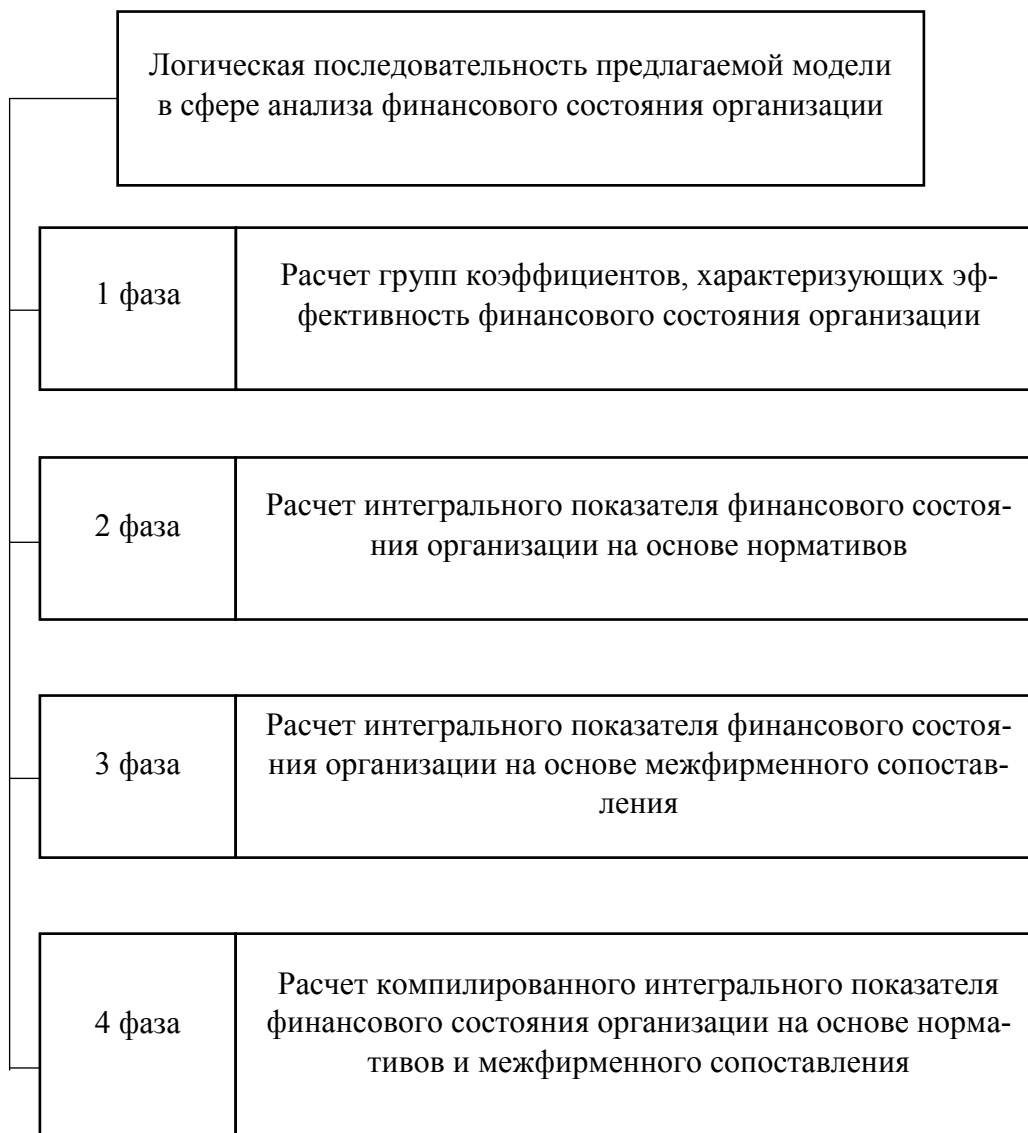 Логическая последовательность предлагаемой модели
в сфере анализа финансового состояния организации
1 фаза
Расчет групп коэффициентов, характеризующих эф-
фективность финансового состояния организации
2 фаза
Расчет интегрального показателя финансового состоя-
ния организации на основе нормативов
3 фаза
Расчет интегрального показателя финансового состоя-
ния организации на основе межфирменного сопостав-
ления
4 фаза
Расчет компилированного интегрального показателя
финансового состояния организации на основе норма-
тивов и межфирменного сопоставления